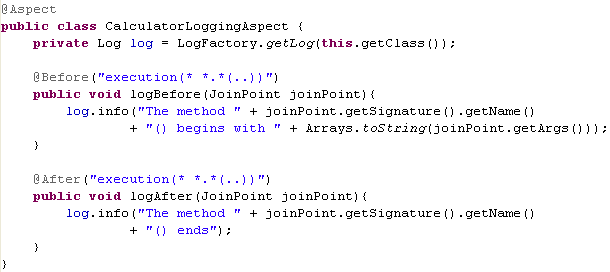 @Aspect
public class CalculatorLoggingAspect {
    private Log log = LogFactory.getLog(this.getClass());

    @Before("execution(* *.*(..))")
    public void logBefore(JoinPoint joinPoint){
        log.info("The method " + joinPoint.getSignature().getName()
                + "() begins with " + Arrays.toString(joinPoint.getArgs()));
    }

    @After("execution(* *.*(..))")
    public void logAfter(JoinPoint joinPoint){
        log.info("The method " + joinPoint.getSignature().getName()
                + "() ends");
    }
}